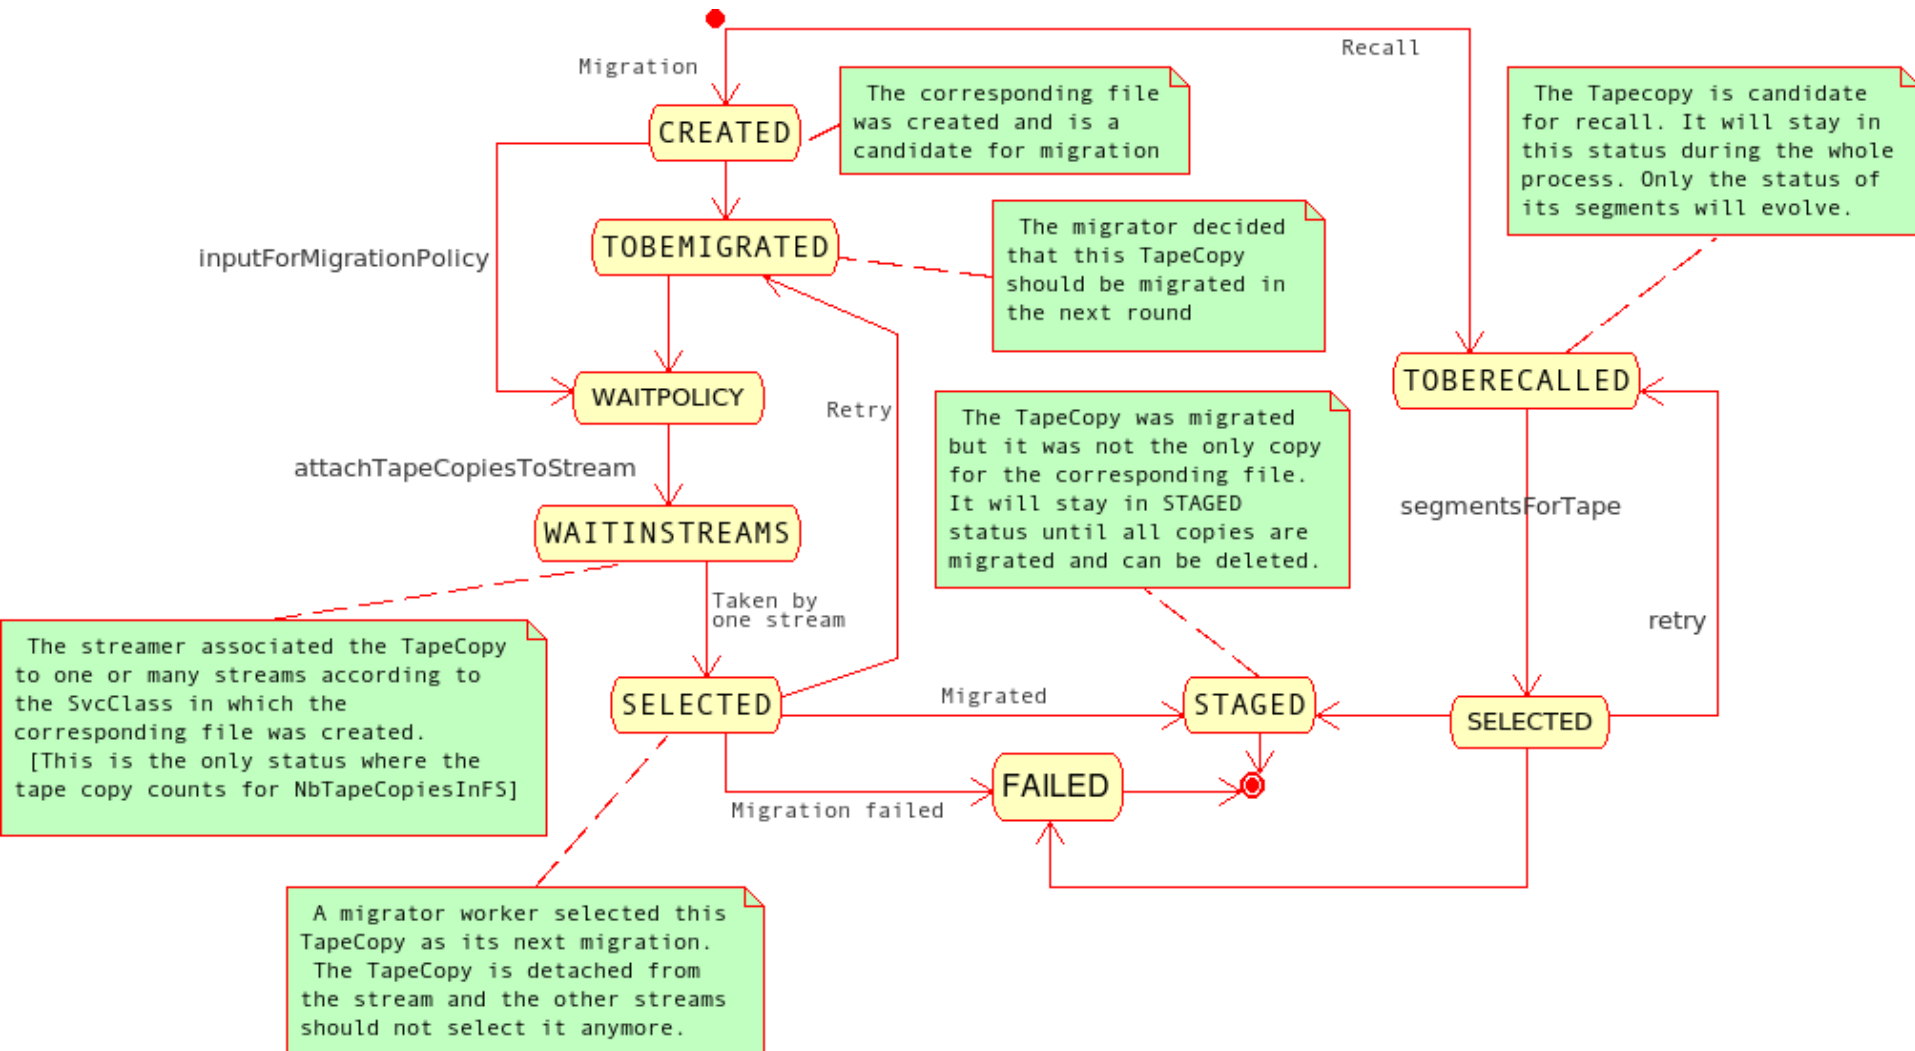 Migration
Recall
CREATED
The corresponding file
was created and is a
candidate for migration
The Tapecopy is candidate
for recall. It will stay in
this status during the whole
process. Only the status of
its segments will evolve.
inputForMigrationPolicy
TOBEMIGRATED
The migrator decided
that this TapeCopy
should be migrated in
the next round
WAITPOLICY
Retry
TOBERECALLED
The TapeCopy was migrated
but it was not the only copy
for the corresponding file.
It will stay in STAGED
status until all copies are
migrated and can be deleted.
attachTapeCopiesToStream
WAITINSTREAMS
segmentsForTape
Taken by
one stream
retry
The streamer associated the TapeCopy
to one or many streams according to
the SvcClass in which the
corresponding file was created.
[This is the only status where the
tape copy counts for NbTapeCopiesInFS]
SELECTED
Migrated
STAGED
SELECTED
FAILED
Migration failed
A migrator worker selected this
TapeCopy as its next migration.
The TapeCopy is detached from
the stream and the other streams
should not select it anymore.